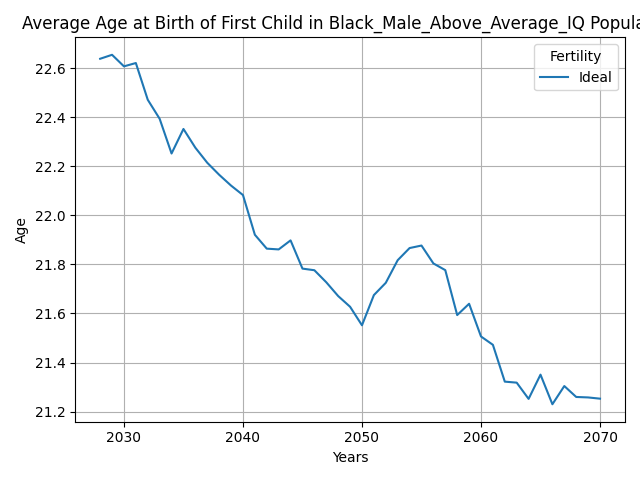 Average Age at Birth of First Child in Black_Male_Above_Average_IQ Popula
Fertility
Ideal
22.6
22.4
22.2
22.0
21.8
21.6
21.4
21.2
Age
2030 2040 2050 2060 2070
Years